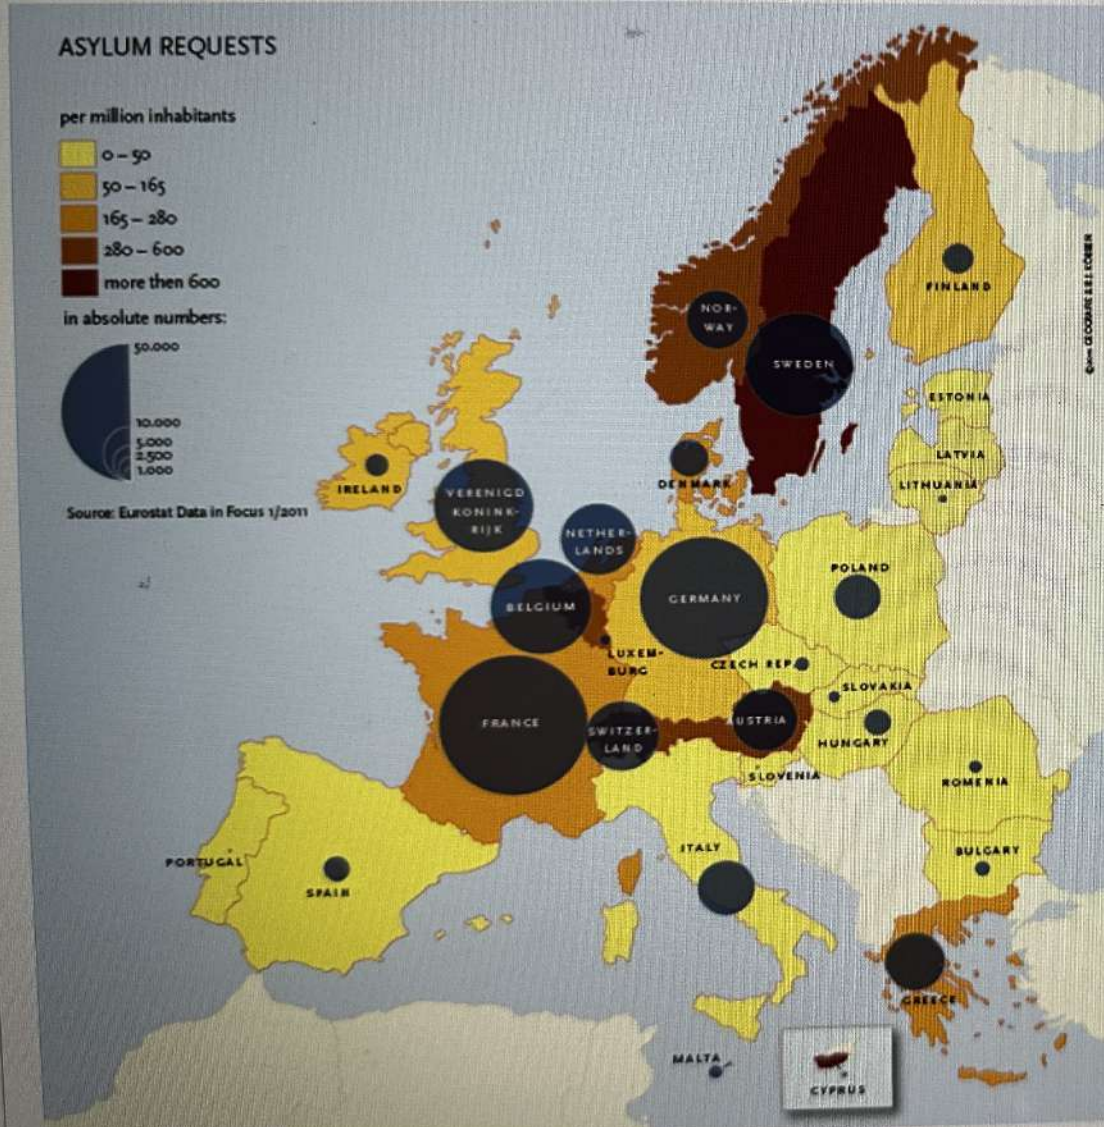 ASYLUM REQUESTS
per million inhabitants
0 – 50
50 – 165
165 – 280
280 – 600
more then 600
in absolute numbers:
50.000
10.000
5.000
2.500
1.000
Source: Eurostat Data in Focus 1/2011
NOR-
WAY
SWEDEN
FINLAND
ESTONIA
LATVIA
LITHUANIA
IRELAND
VERENIGD
KONINK-
RIJK
DENMARK
NETHER-
LANDS
BELGIUM
GERMANY
POLAND
LUXEM-
BURG
CZECH REP.
SLOVAKIA
FRANCE
SWITZER-
LAND
AUSTRIA
HUNGARY
SLOVENIA
ROMENIA
BULGARY
PORTUGAL
SPAIN
ITALY
GREECE
MALTA
CYPRUS